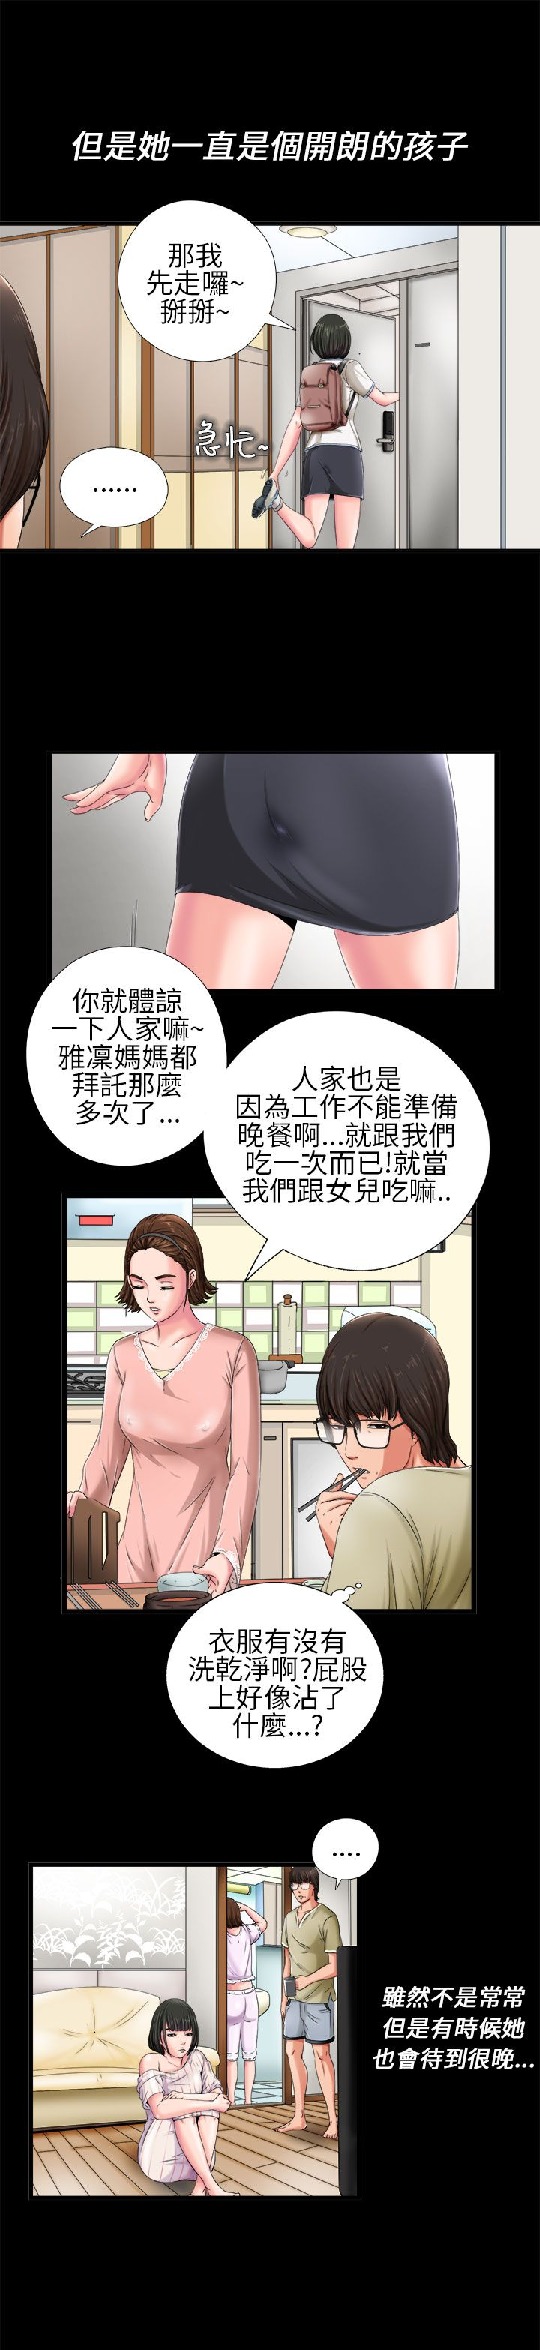 但是她一直是個開朗的孩子
那我
先走囉~
掰掰~
急忙~
......
你就體諒
一下人家嘛~
雅凜媽媽都
拜託那麼
多次了...
人家也是
因為工作不能準備
晚餐啊...就跟我們
吃一次而已!就當
我們跟女兒吃嘛..
衣服有沒有
洗乾淨啊?屁股
上好像沾了
什麼...?
....
雖然不是常常
但是有時候她
也會待到很晚...